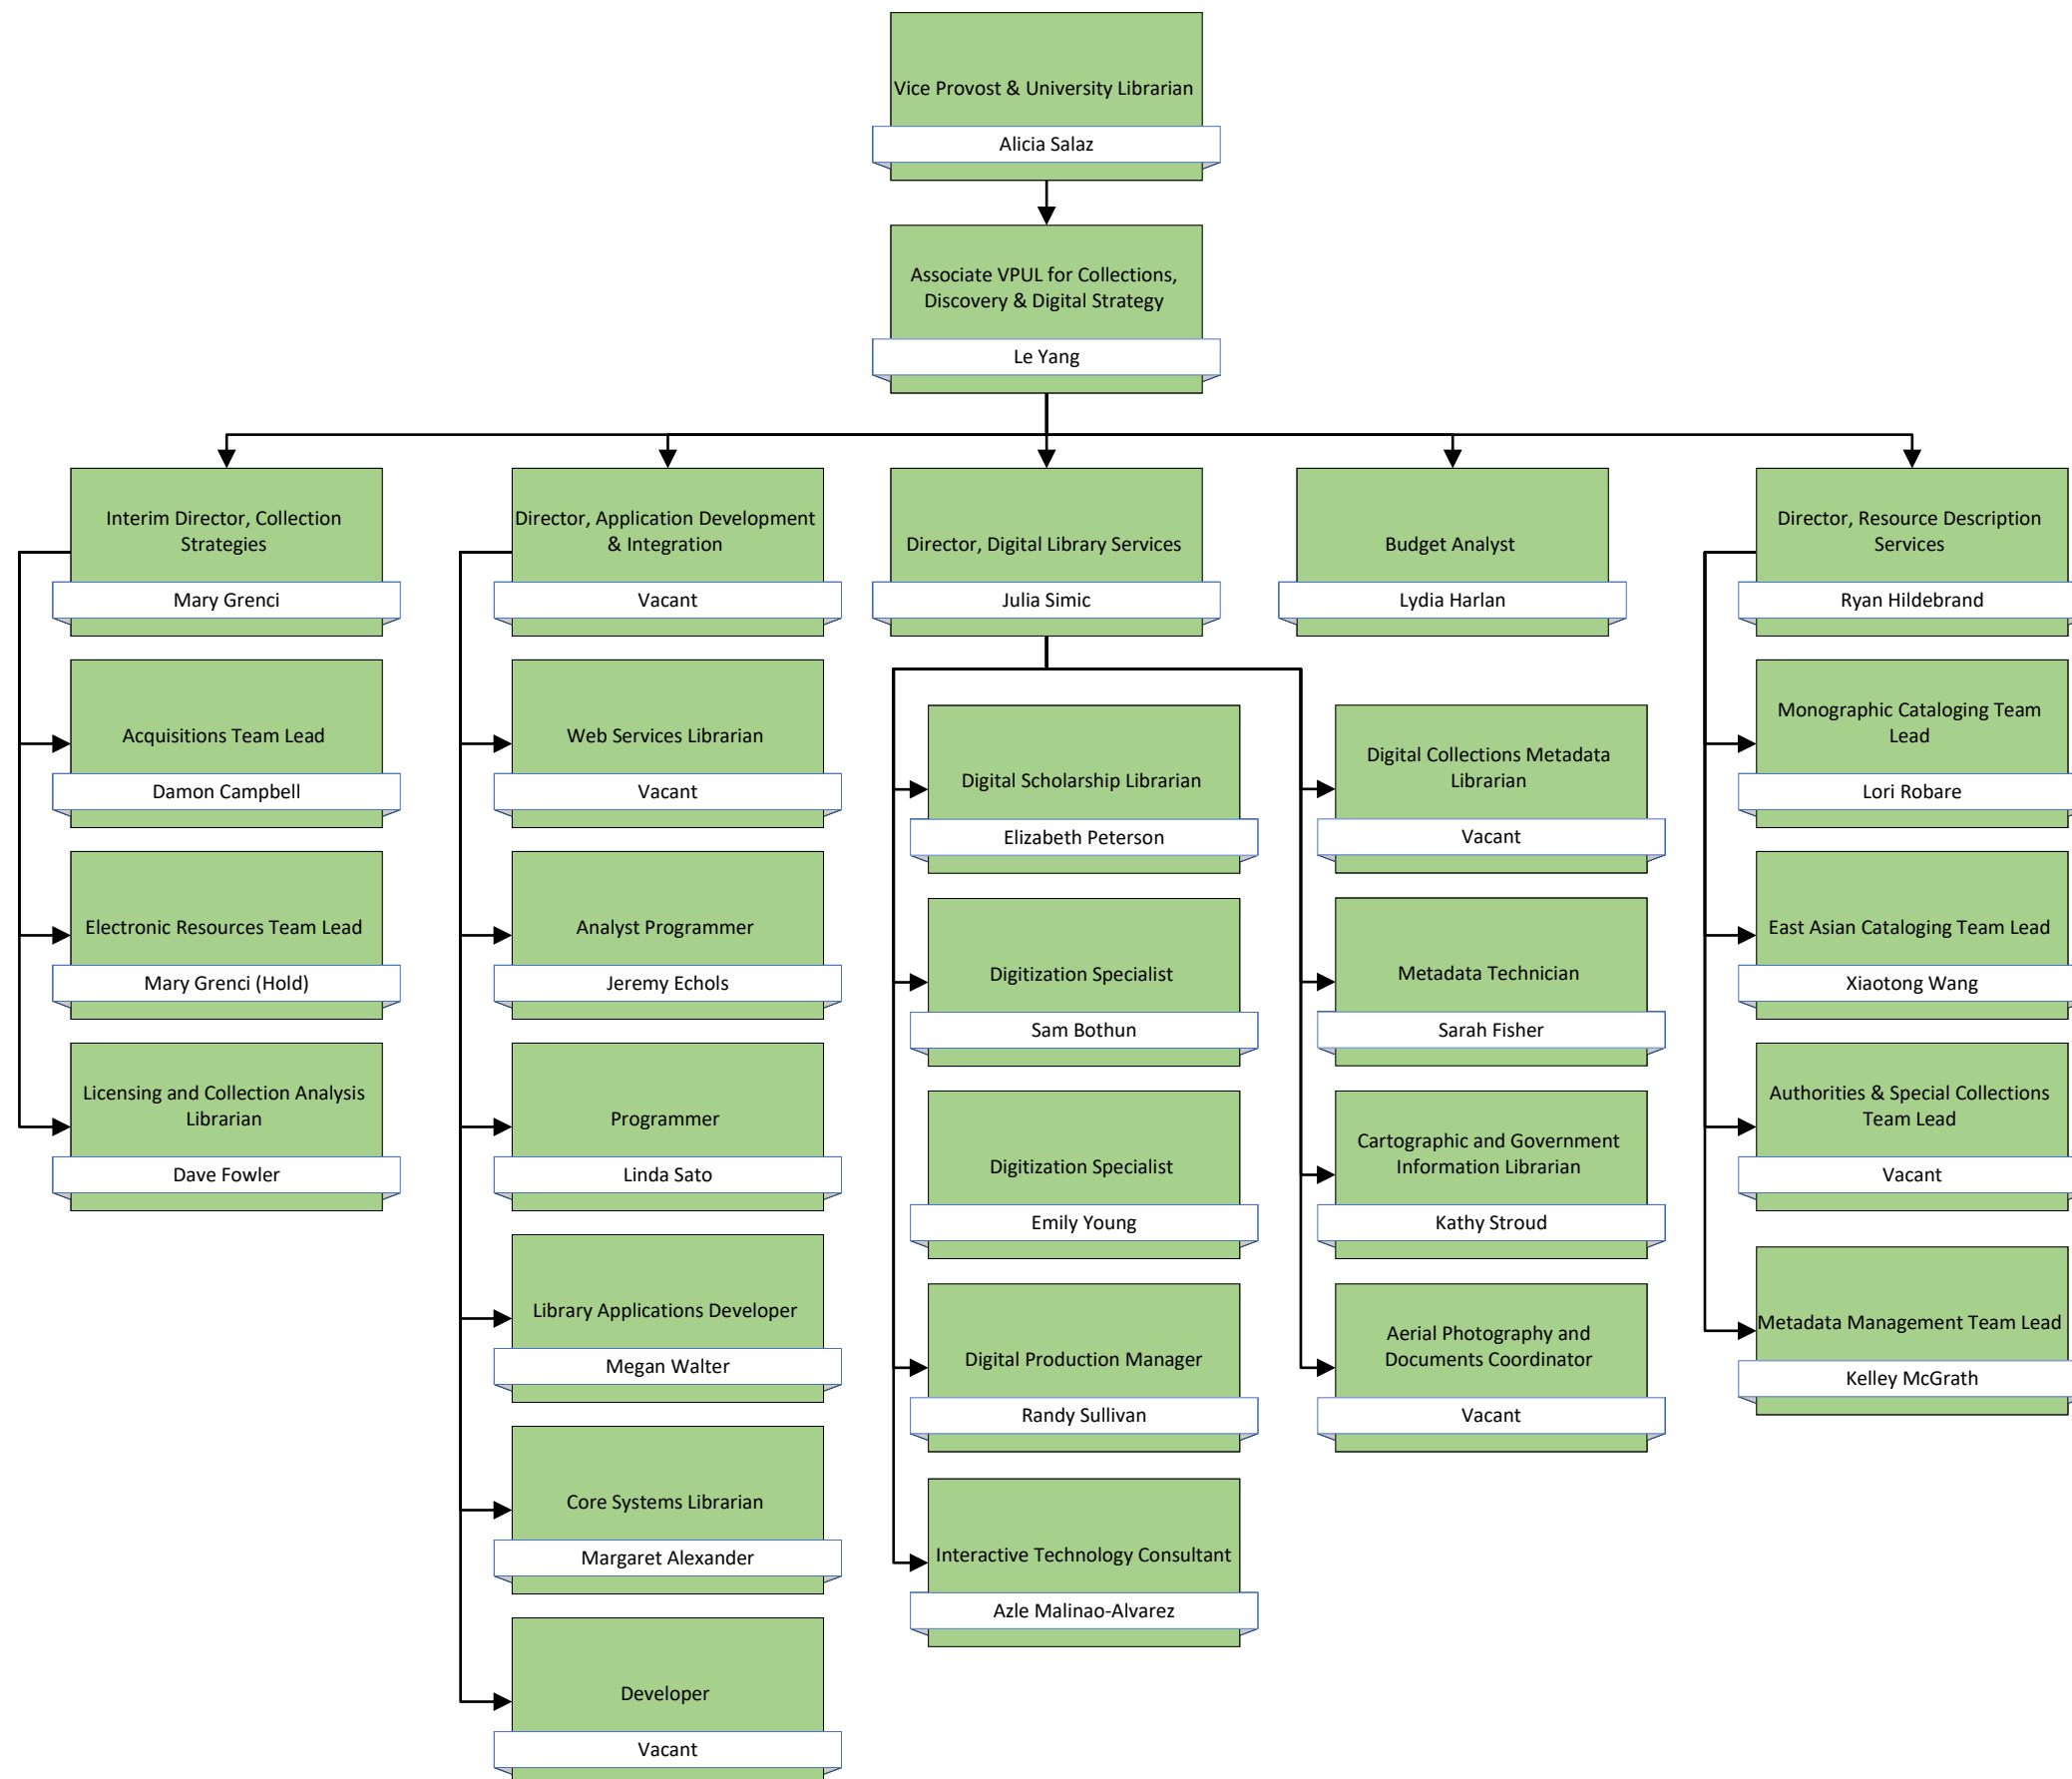 Vice Provost & University Librarian
Alicia Salaz
Associate VPUL for Collections,
Discovery & Digital Strategy
Le Yang
Interim Director, Collection
Strategies
Mary Grenci
Director, Application Development
& Integration
Vacant
Director, Digital Library Services
Julia Simic
Budget Analyst
Lydia Harlan
Director, Resource Description
Services
Ryan Hildebrand
Acquisitions Team Lead
Damon Campbell
Electronic Resources Team Lead
Mary Grenci (Hold)
Licensing and Collection Analysis
Librarian
Dave Fowler
Web Services Librarian
Vacant
Analyst Programmer
Jeremy Echols
Programmer
Linda Sato
Library Applications Developer
Megan Walter
Core Systems Librarian
Margaret Alexander
Developer
Vacant
Digital Scholarship Librarian
Elizabeth Peterson
Digitization Specialist
Sam Bothun
Digitization Specialist
Emily Young
Digital Production Manager
Randy Sullivan
Interactive Technology Consultant
Azle Malinao-Alvarez
Digital Collections Metadata
Librarian
Vacant
Metadata Technician
Sarah Fisher
Cartographic and Government
Information Librarian
Kathy Stroud
Aerial Photography and
Documents Coordinator
Vacant
Monographic Cataloging Team
Lead
Lori Robare
East Asian Cataloging Team Lead
Xiaotong Wang
Authorities & Special Collections
Team Lead
Vacant
Metadata Management Team Lead
Kelley McGrath